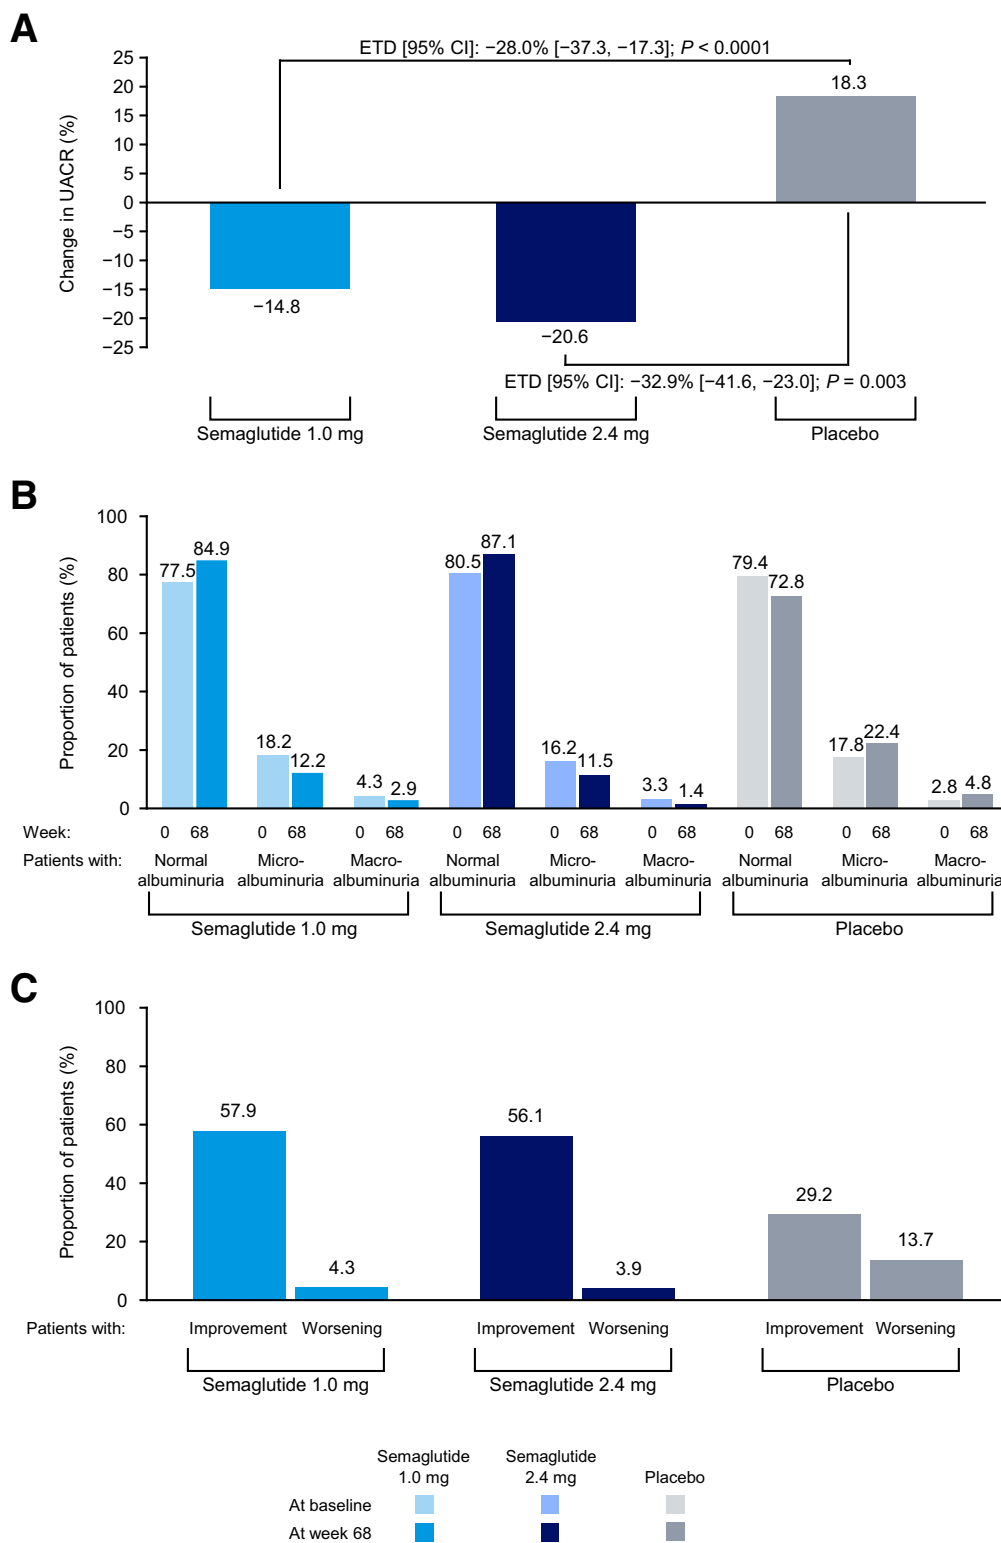 A
ETD [95% CI]: −28.0% [−37.3, −17.3]; P < 0.0001
Change in UACR (%)
25
20
15
10
5
0
−5
−10
−15
−20
−25
−14.8
−20.6
18.3
ETD [95% CI]: −32.9% [−41.6, −23.0]; P = 0.003
Semaglutide 1.0 mg Semaglutide 2.4 mg Placebo
B
Proportion of patients (%)
100
80
60
40
20
0
77.5 84.9 18.2 12.2 4.3 2.9 80.5 87.1 16.2 11.5 3.3 1.4 79.4 72.8 17.8 22.4 2.8 4.8
Week: 0 68 0 68 0 68 0 68 0 68 0 68 0 68 0 68 0 68
Patients with: Normal Micro- Macro- Normal Micro- Macro- Normal Micro- Macro-
albuminuria albuminuria albuminuria albuminuria albuminuria albuminuria albuminuria albuminuria albuminuria
Semaglutide 1.0 mg Semaglutide 2.4 mg Placebo
C
Proportion of patients (%)
100
80
60
40
20
0
57.9 4.3 56.1 3.9 29.2 13.7
Patients with: Improvement Worsening Improvement Worsening Improvement Worsening
Semaglutide 1.0 mg Semaglutide 2.4 mg Placebo
Semaglutide Semaglutide
1.0 mg 2.4 mg Placebo
At baseline
At week 68